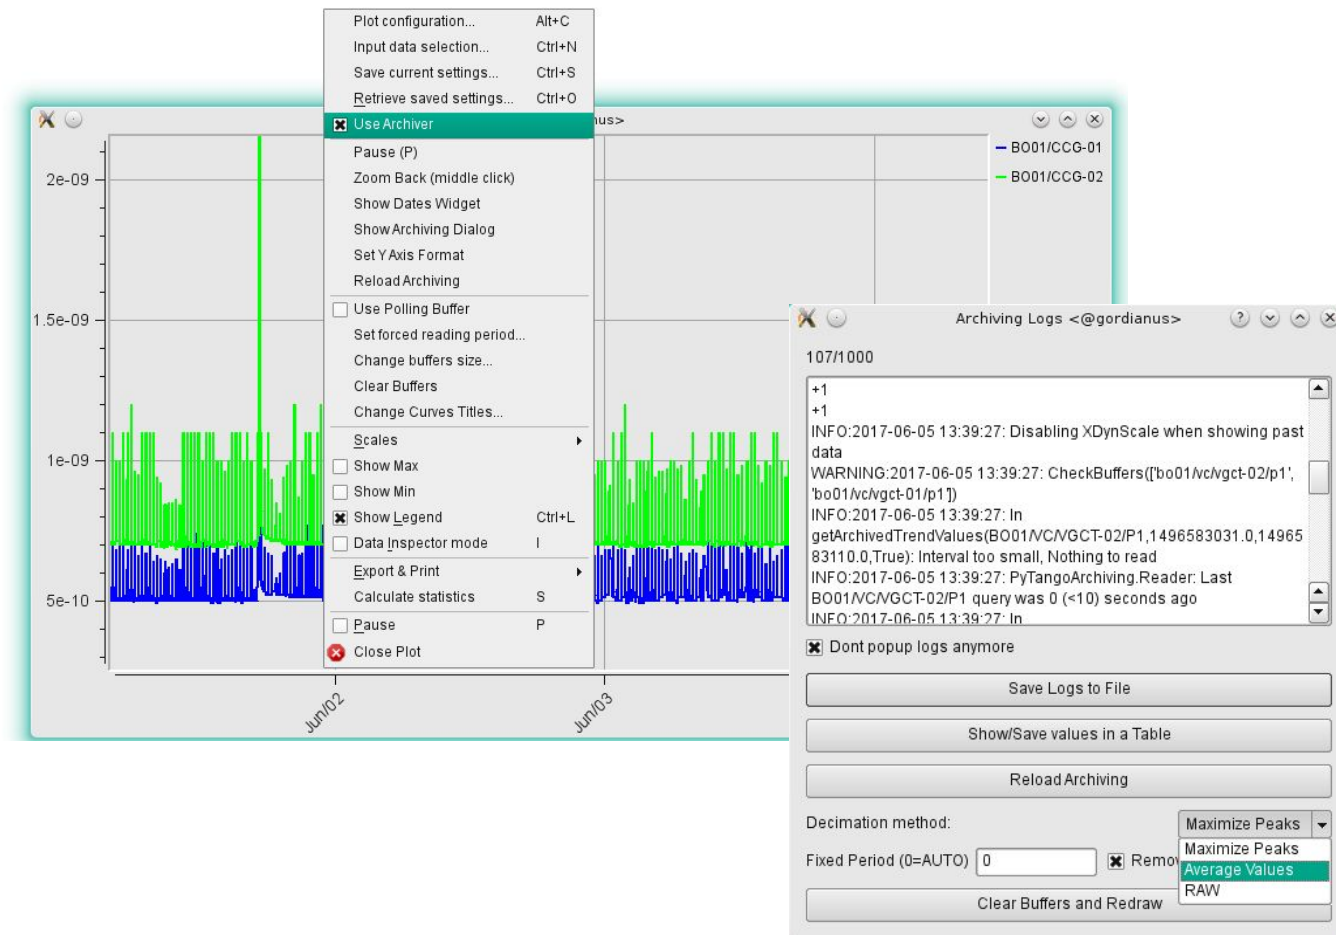 Plot configuration... Alt+C
Input data selection... Ctrl+N
Save current settings... Ctrl+S
Retrieve saved settings... Ctrl+O
Use Archiver
Pause (P)
Zoom Back (middle click)
Show Dates Widget
Show Archiving Dialog
Set Y Axis Format
Reload Archiving
Use Polling Buffer
Set forced reading period...
Change buffers size...
Clear Buffers
Change Curves Titles...
Scales
Show Max
Show Min
Show Legend Ctrl+L
Data Inspector mode I
Export & Print
Calculate statistics S
Pause P
Close Plot
BO01/CCG-01
BO01/CCG-02
2e-09
1.5e-09
1e-09
5e-10
Jun/02
Jun/03
Archiving Logs <@gordianus>
107/1000
+1
+1
INFO:2017-06-05 13:39:27: Disabling XDynScale when showing past
data
WARNING:2017-06-05 13:39:27: CheckBuffers(['bo01/vc/vgct-02/p1',
'bo01/vc/vgct-01/p1'])
INFO:2017-06-05 13:39:27: In
getArchivedTrendValues(BO01/VC/VGCT-02/P1,1496583031.0,14965
83110.0,True): Interval too small, Nothing to read
INFO:2017-06-05 13:39:27: PyTangoArchiving.Reader: Last
BO01/VC/VGCT-02/P1 query was 0 (<10) seconds ago
INFO:2017-06-05 13:39:27: In
Dont popup logs anymore
Save Logs to File
Show/Save values in a Table
Reload Archiving
Decimation method: Maximize Peaks
Maximize Peaks
Average Values
RAW
Fixed Period (0=AUTO) 0
Clear Buffers and Redraw